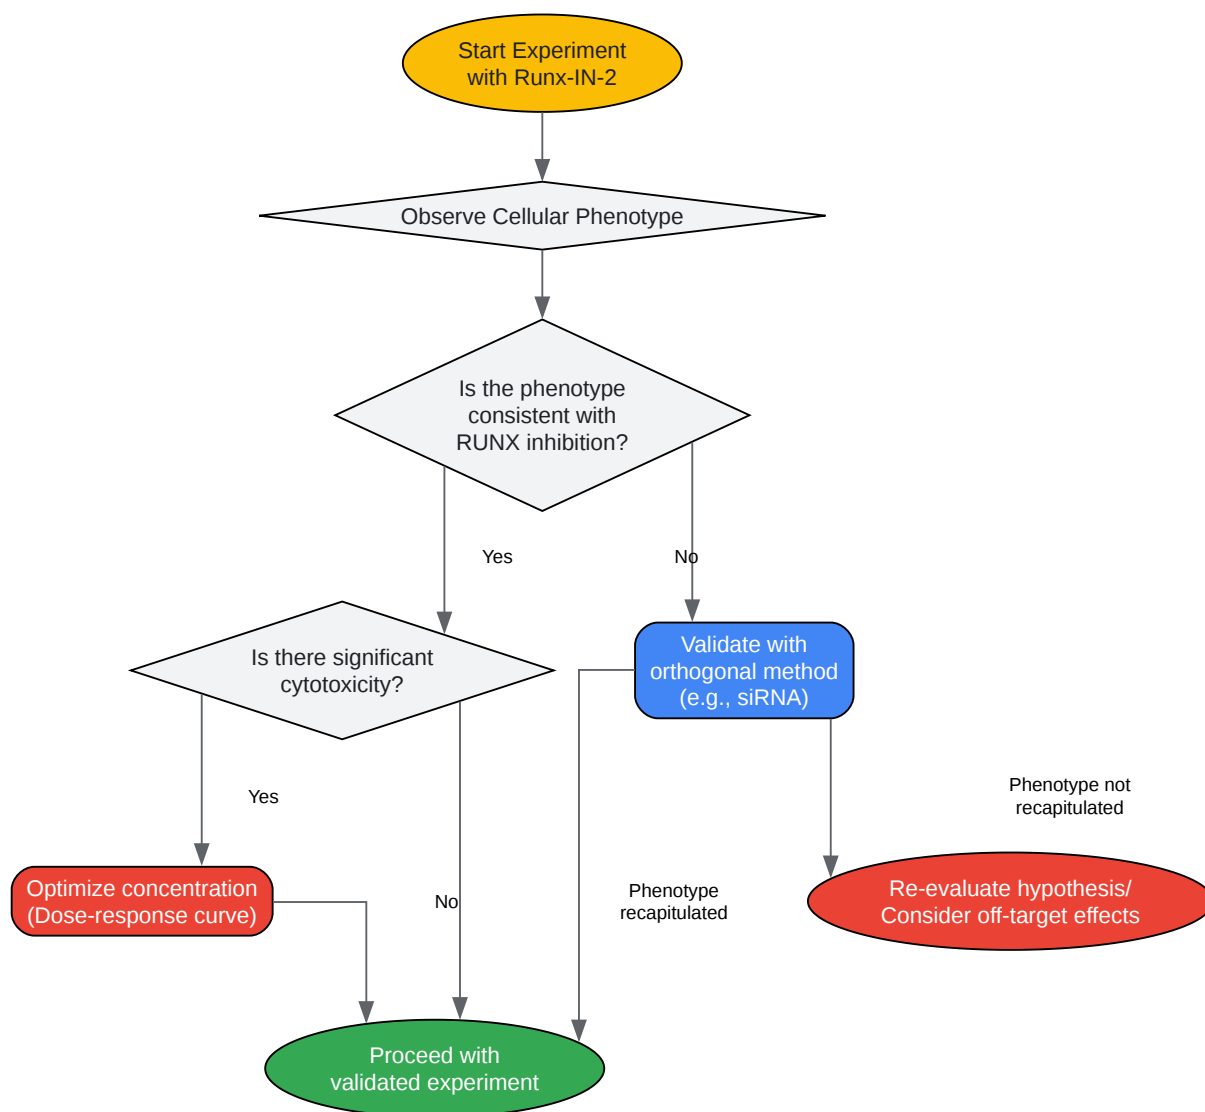 Start Experiment
with Runx-IN-2
Observe Cellular Phenotype
Is the phenotype
consistent with
RUNX inhibition?
Yes
No
Is there significant
cytotoxicity?
Validate with
orthogonal method
(e.g., siRNA)
Yes
Phenotype not
recapitulated
Optimize concentration
(Dose-response curve)
No
Phenotype
recapitulated
Re-evaluate hypothesis/
Consider off-target effects
Proceed with
validated experiment